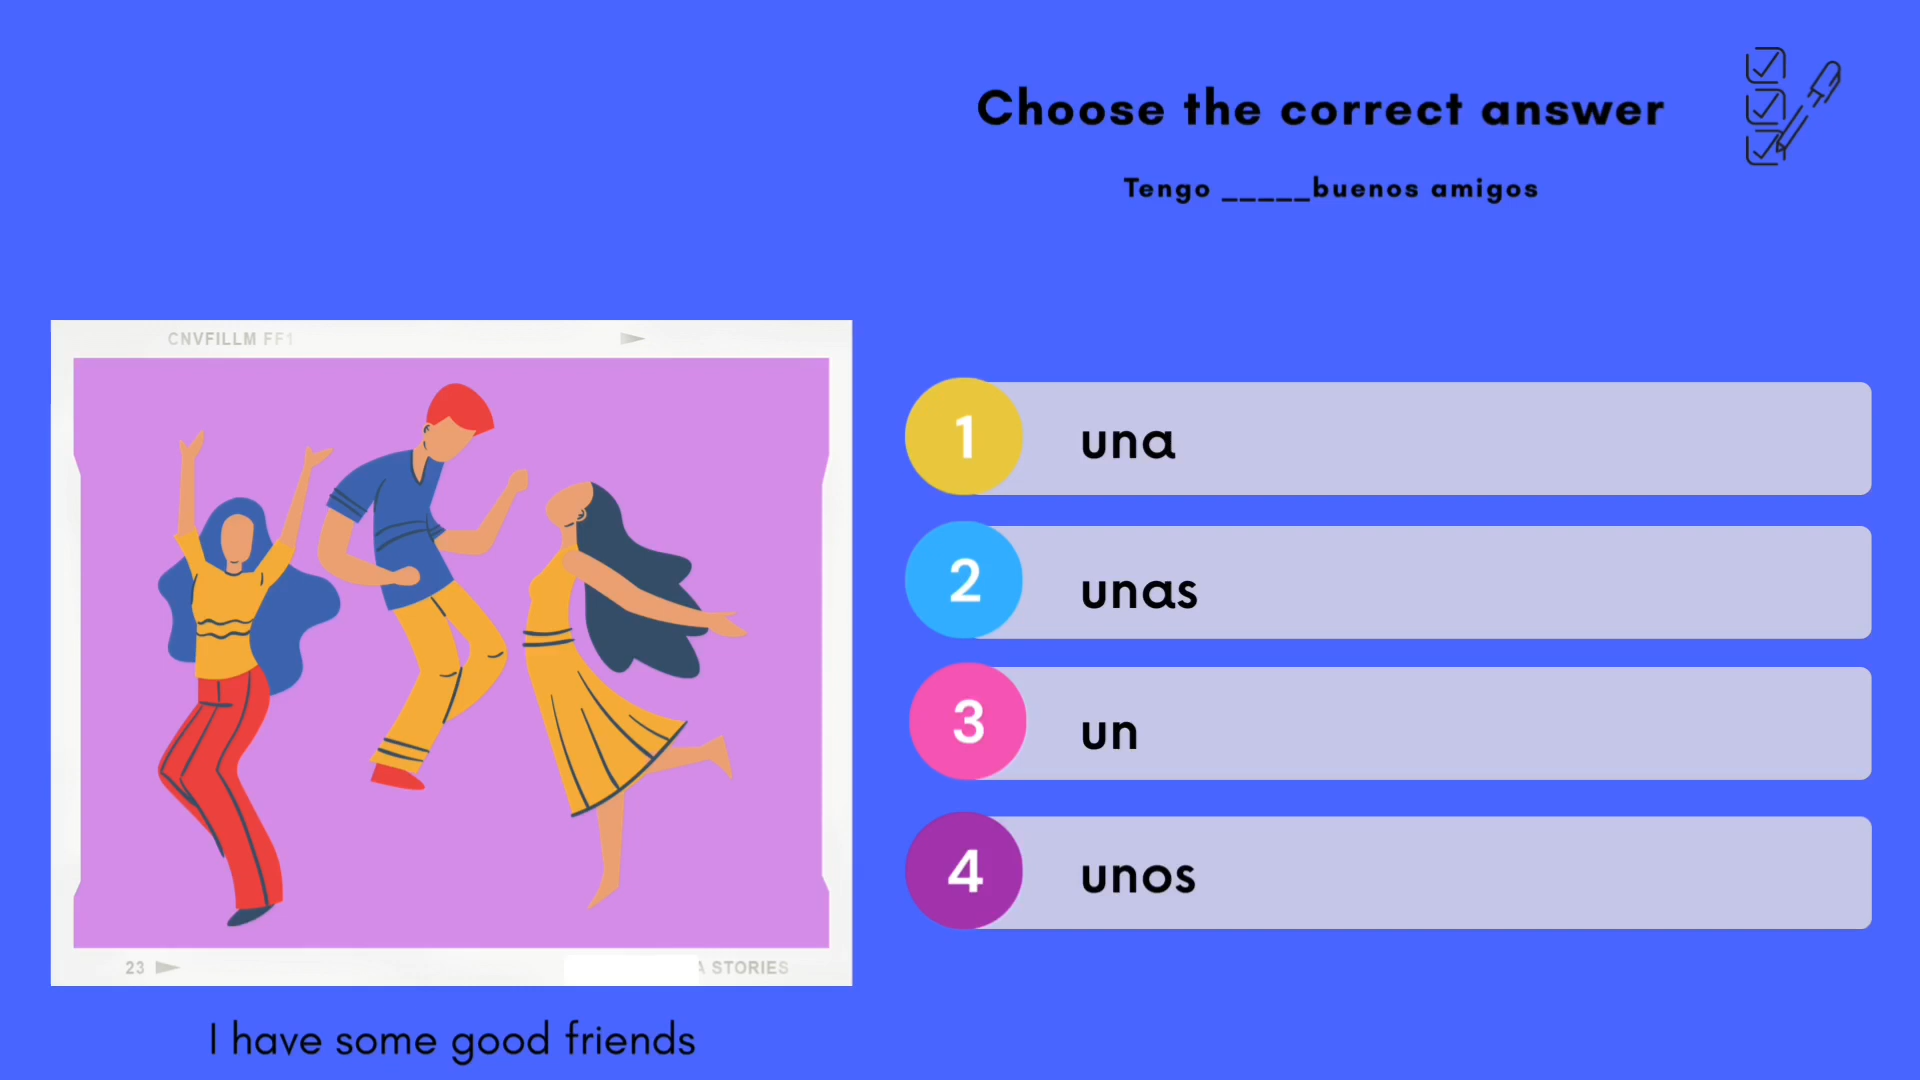 Choose the correct answer
Tengo _____buenos amigos
CNVFILLM FF1
1 una
2 unas
3 un
4 unos
23
A STORIES
I have some good friends